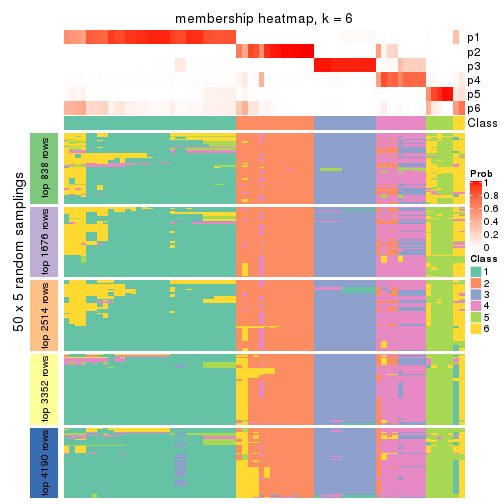 membership heatmap, k = 6
p1
p2
p3
p4
p5
p6
Class
50 x 5 random samplings
top 838 rows
top 1676 rows
top 2514 rows
top 3352 rows
top 4190 rows
Prob
1
0.8
0.6
0.4
0.2
0
Class
1
2
3
4
5
6